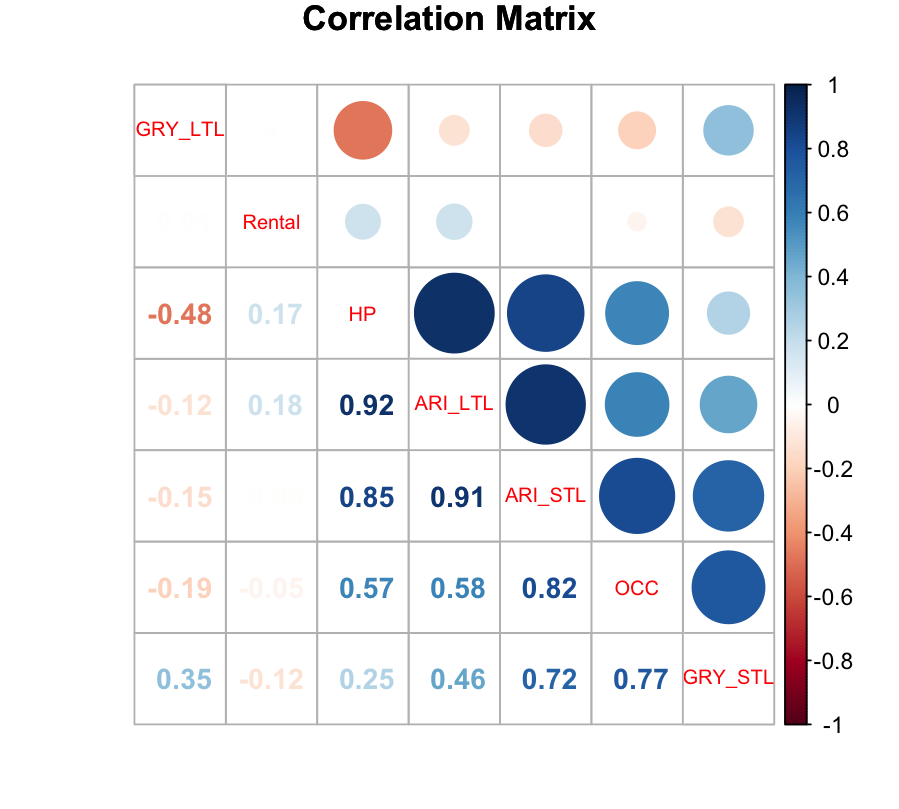 Correlation Matrix
GRY_LTL
Rental
-0.48 0.17 HP
-0.12 0.18 0.92 ARI_LTL
-0.15 0.85 0.91 ARI_STL
-0.19 -0.05 0.57 0.58 0.82 OCC
0.35 -0.12 0.25 0.46 0.72 0.77 GRY_STL
1
0.8
0.6
0.4
0.2
0
-0.2
-0.4
-0.6
-0.8
-1